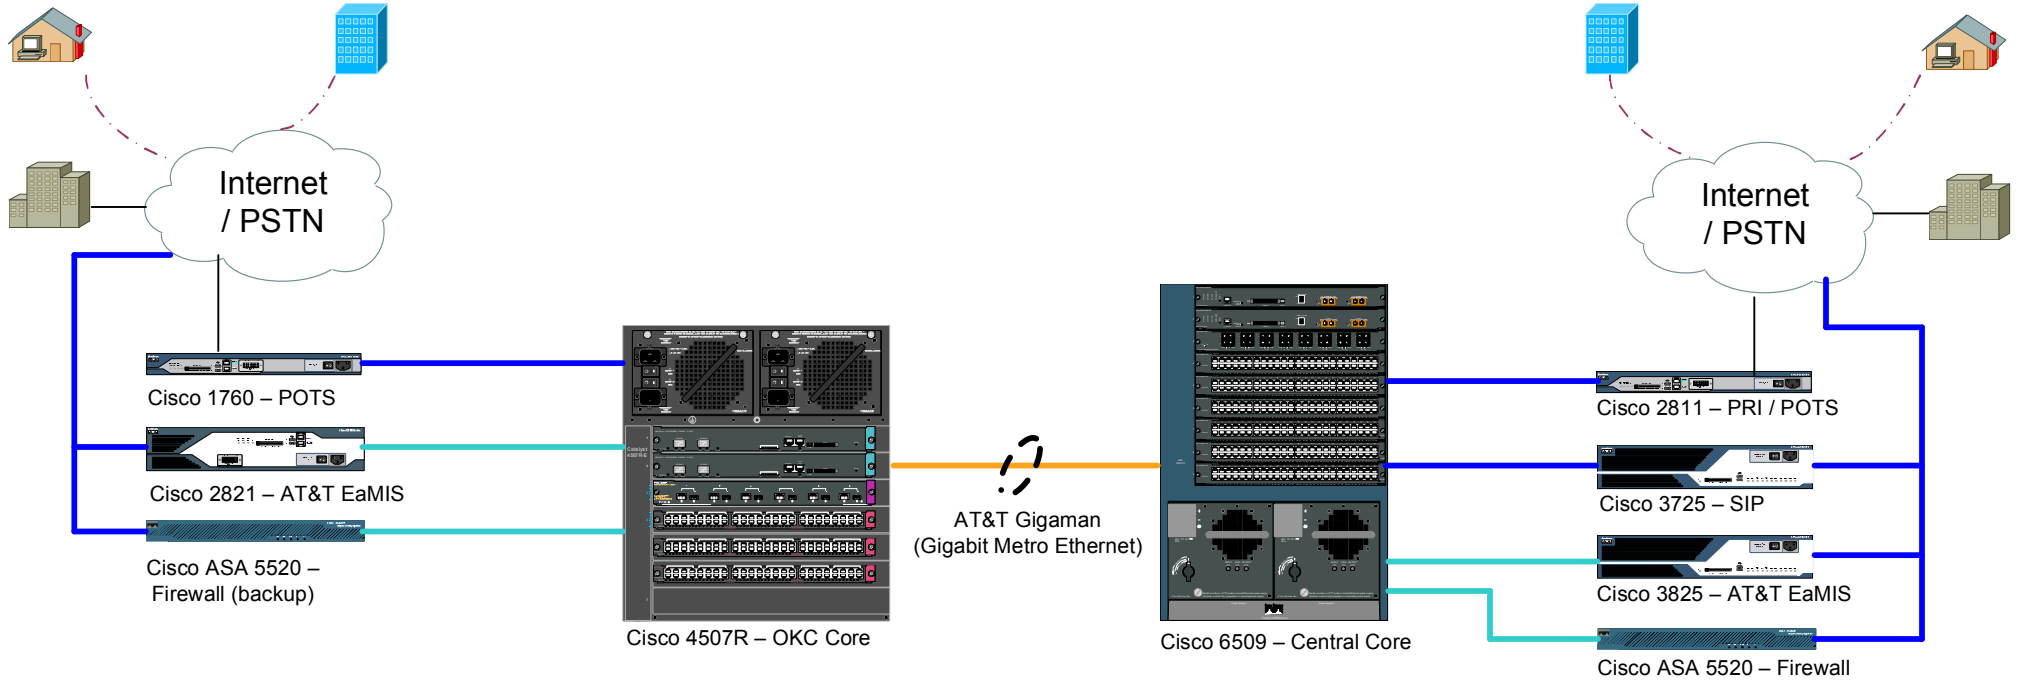 Internet
/ PSTN
Internet
/ PSTN
Cisco 1760 – POTS
Cisco 2821 – AT&T EaMIS
Cisco ASA 5520 –
Firewall (backup)
Catalyst
4507R-E
Cisco 4507R – OKC Core
AT&T Gigaman
(Gigabit Metro Ethernet)
Cisco 6509 – Central Core
Cisco 2811 – PRI / POTS
Cisco 3725 – SIP
Cisco 3825 – AT&T EaMIS
Cisco ASA 5520 – Firewall